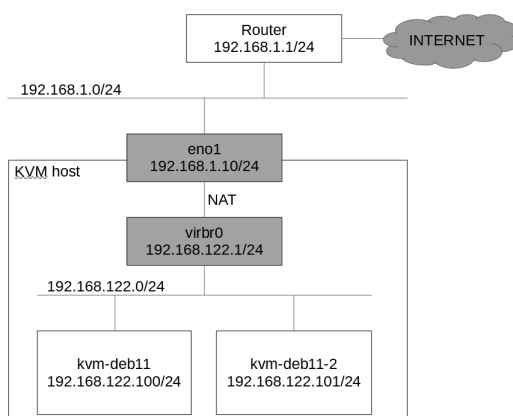 Router
192.168.1.1/24
INTERNET
192.168.1.0/24
eno1
192.168.1.10/24
KVM host
NAT
virbr0
192.168.122.1/24
192.168.122.0/24
kvm-deb11
192.168.122.100/24
kvm-deb11-2
192.168.122.101/24